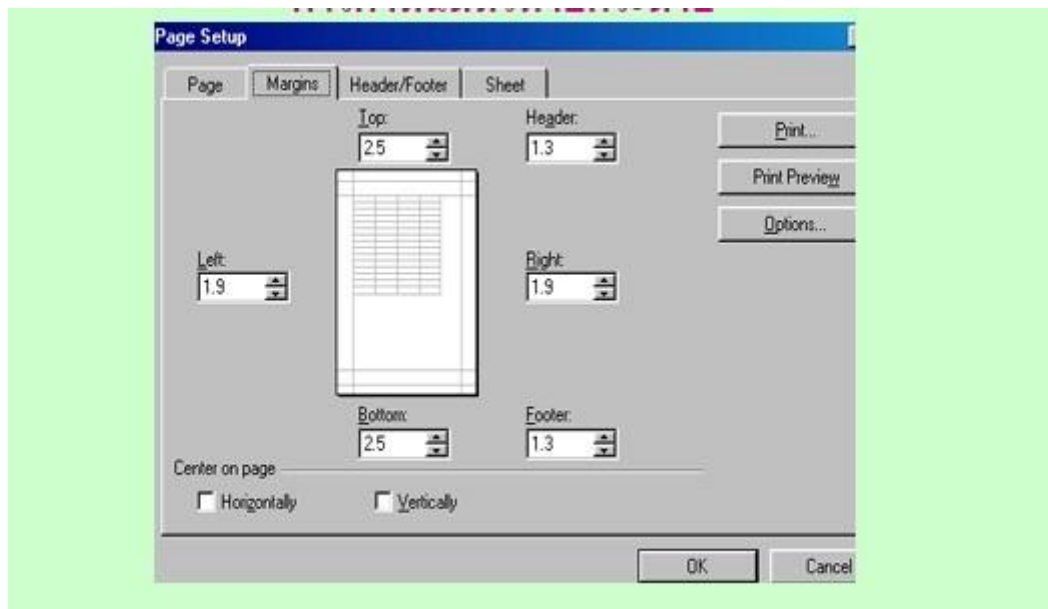 Page Setup
Page Margins Header/Footer Sheet
Top: Header:
2.5 1.3
Print...
Print Preview
Options...
Left: Right:
1.9 1.9
Bottom: Footer:
2.5 1.3
Center on page
Horizontally Vertically
OK Cancel